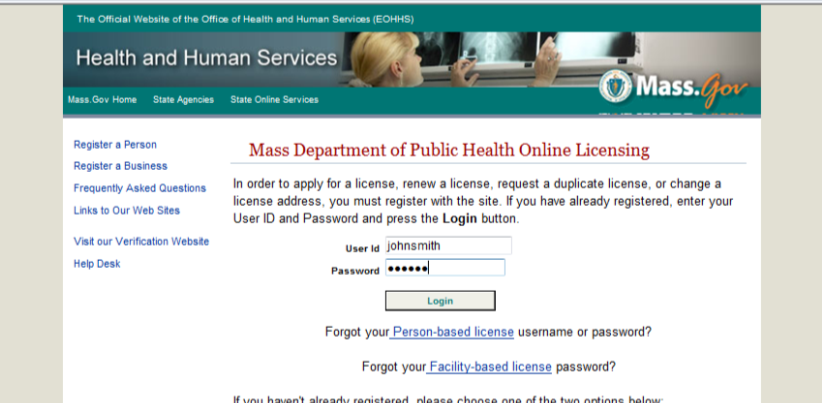 The Official Website of the Office of Health and Human Services (EOHHS)
Health and Human Services
Mass.Gov
Mass.Gov Home State Agencies State Online Services
Register a Person
Register a Business
Frequently Asked Questions
Links to Our Web Sites
Visit our Verification Website
Help Desk
Mass Department of Public Health Online Licensing
In order to apply for a license, renew a license, request a duplicate license, or change a
license address, you must register with the site. If you have already registered, enter your
User ID and Password and press the Login button.
User Id johnsmith
Password ••••••
Login
Forgot your Person-based license username or password?
Forgot your Facility-based license password?
If you haven't already registered, please choose one of the two options below: